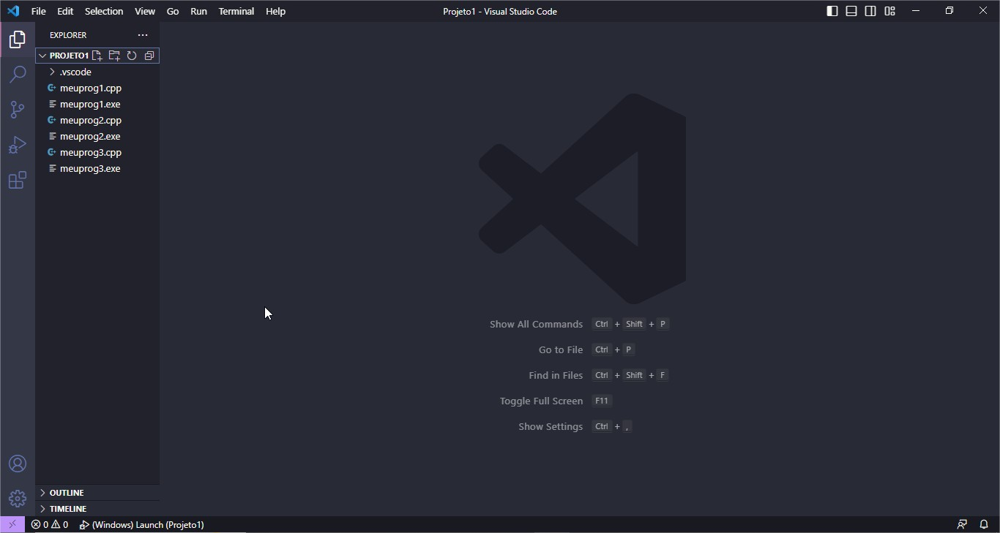 File Edit Selection View Go Run Terminal Help
Projeto1 - Visual Studio Code
EXPLORER
PROJETO1
.vscode
meuprog1.cpp
meuprog1.exe
meuprog2.cpp
meuprog2.exe
meuprog3.cpp
meuprog3.exe
Show All Commands Ctrl + Shift + P
Go to File Ctrl + P
Find in Files Ctrl + Shift + F
Toggle Full Screen F11
Show Settings Ctrl + ,
OUTLINE
TIMELINE
0 0 (Windows) Launch (Projeto1)